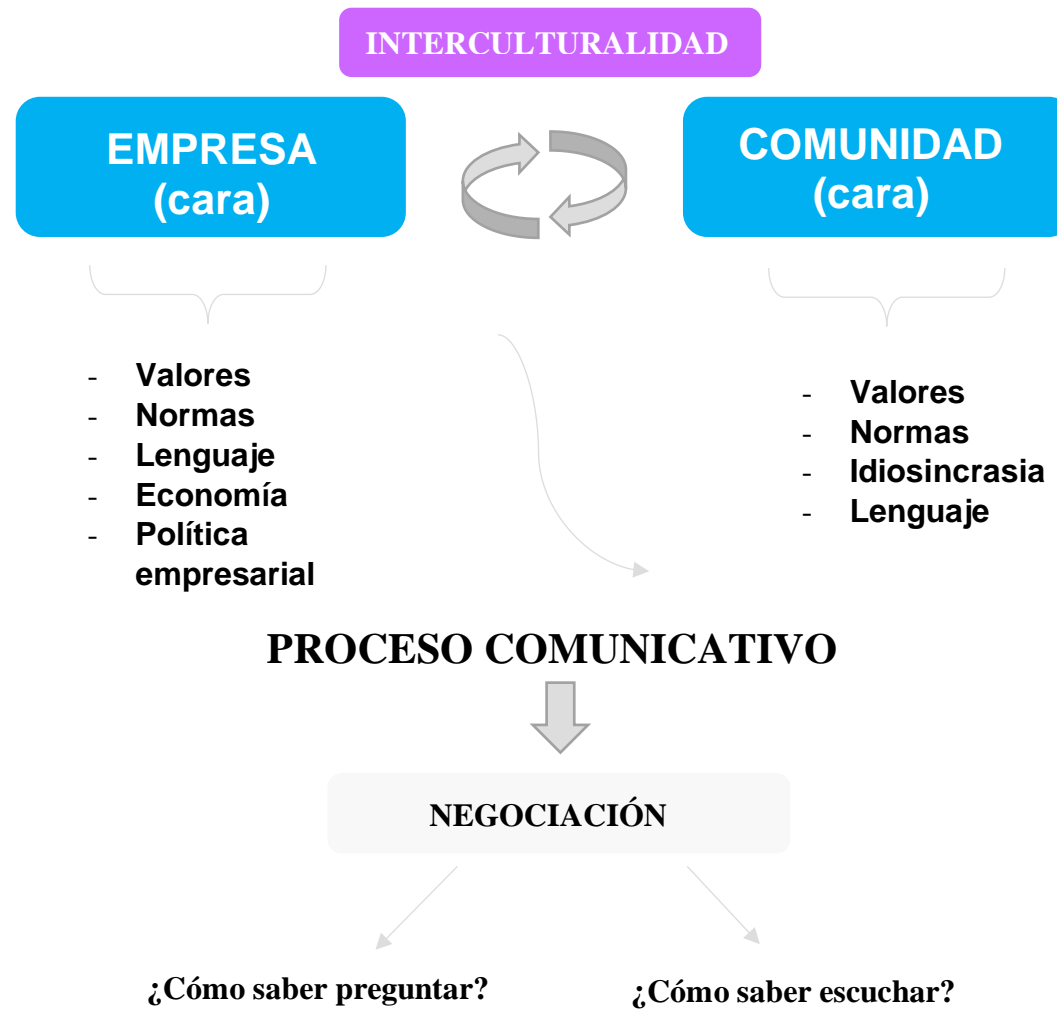 INTERCULTURALIDAD
EMPRESA
(cara)
COMUNIDAD
(cara)
- Valores
- Normas
- Lenguaje
- Economía
- Política
empresarial
- Valores
- Normas
- Idiosincrasia
- Lenguaje
PROCESO COMUNICATIVO
NEGOCIACIÓN
¿Cómo saber preguntar?
¿Cómo saber escuchar?